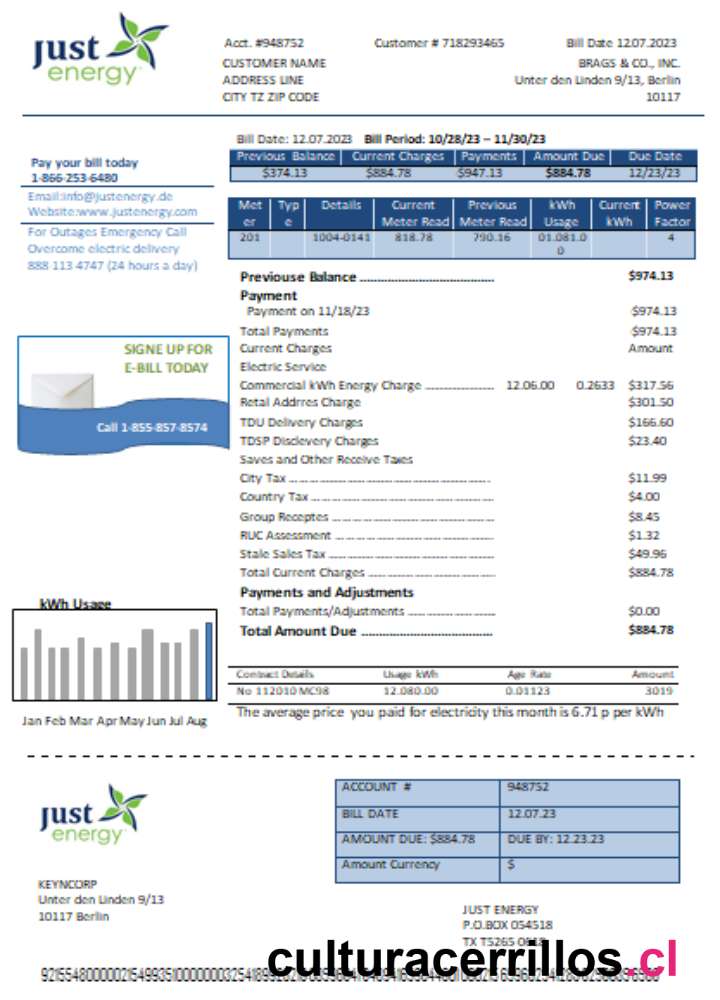 just energy
Acct. #948752 Customer # 718293465 Bill Date 12.07.2023
CUSTOMER NAME BRAGS & CO., INC.
ADDRESS LINE Unter den Linden 9/13, Berlin
CITY TZ ZIP CODE 10117
Bill Date: 12.07.2023 Bill Period: 10/28/23 – 11/30/23
Previous Balance Current Charges Payments Amount Due Due Date
$374.13 $884.78 $947.13 $884.78 12/23/23
Pay your bill today
1-866-253-6480
Email:info@justenergy.de
Website:www.justenergy.com
For Outages Emergency Call
Overcome electric delivery
888 113 4747 (24 hours a day)
Met er Typ e Details Current Meter Read Previous Meter Read kWh Usage Current kWh Power Factor
201 1004-0141 818.78 790.16 01.081.0 0 4
Previouse Balance $974.13
Payment
Payment on 11/18/23 $974.13
Total Payments $974.13
Current Charges Amount
Electric Service
Commercial kWh Energy Charge 12.06.00 0.2633 $317.56
Retal Addrres Charge $301.50
TDU Delivery Charges $166.60
TDSP Disclevery Charges $23.40
Saves and Other Receive Taxes
City Tax $11.99
Country Tax $4.00
Group Receptes $8.45
RUC Assessment $1.32
Stale Sales Tax $49.96
Total Current Charges $884.78
Payments and Adjustments
Total Payments/Adjustments $0.00
Total Amount Due $884.78
SIGNE UP FOR
E-BILL TODAY
Call 1-855-857-8574
kWh Usage
Jan Feb Mar Apr May Jun Jul Aug
Contract Details Usage kWh Age Rate Amount
No 112010 MC98 12.080.00 0.01123 3019
The average price you paid for electricity this month is 6.71 p per kWh
just energy
ACCOUNT # 948752
BILL DATE 12.07.23
AMOUNT DUE: $884.78 DUE BY: 12.23.23
Amount Currency $
KEYNCORP
Unter den Linden 9/13
10117 Berlin
JUST ENERGY
P.O.BOX 054518
TX T5265
culturacerrillos.cl